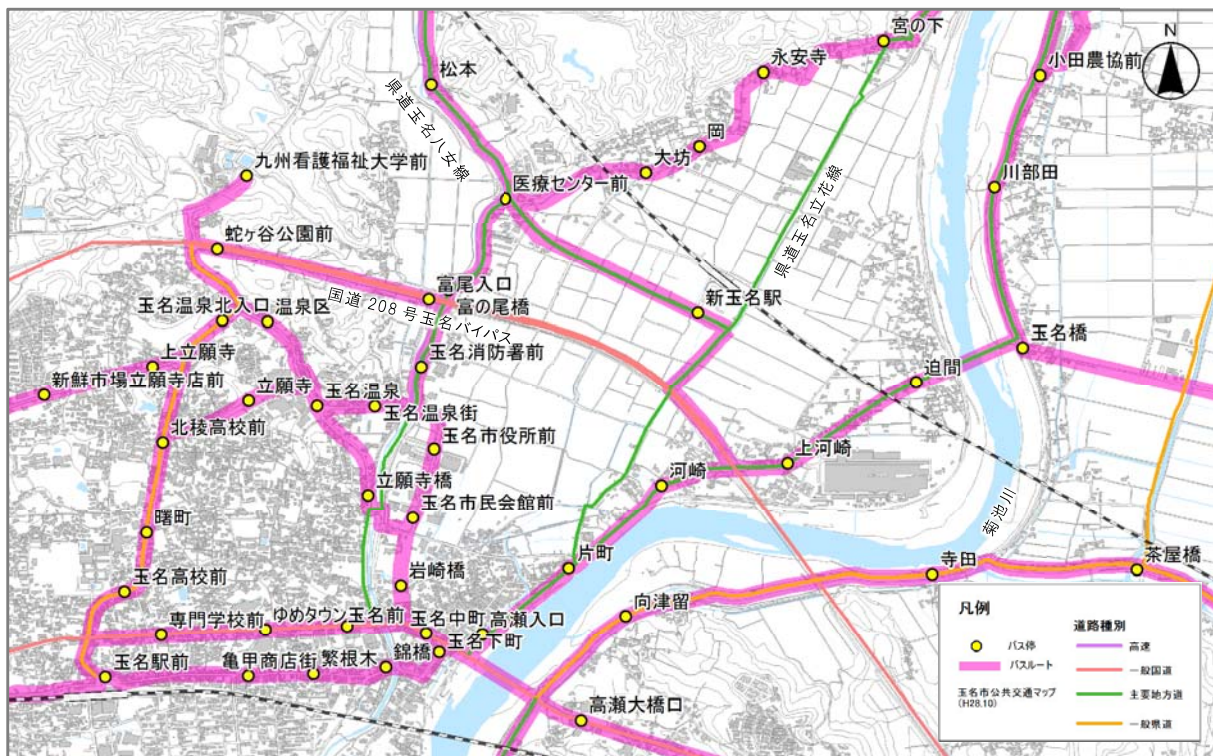 宮の下
N
永安寺
小田農協前
松本
県道玉名八女線
岡
九州看護福祉大学前
大坊
医療センター前
川部田
県道玉名立花線
蛇ヶ谷公園前
富尾入口
富の尾橋
国道208号玉名バイパス
新玉名駅
玉名温泉北入口
温泉区
玉名消防署前
玉名橋
上立願寺
新鮮市場立願寺店前
立願寺
玉名温泉
迫間
玉名温泉街
北稜高校前
玉名市役所前
上河崎
河崎
立願寺橋
玉名市民会館前
菊池川
曙町
片町
寺田
茶屋橋
玉名高校前
岩崎橋
向津留
専門学校前
ゆめタウン玉名前
玉名中町
高瀬入口
玉名下町
玉名駅前
亀甲商店街
繁根木
錦橋
高瀬大橋口
凡例
道路種別
バス停
高速
バスルート
一般国道
玉名市公共交通マップ
(H28.10)
主要地方道
一般県道